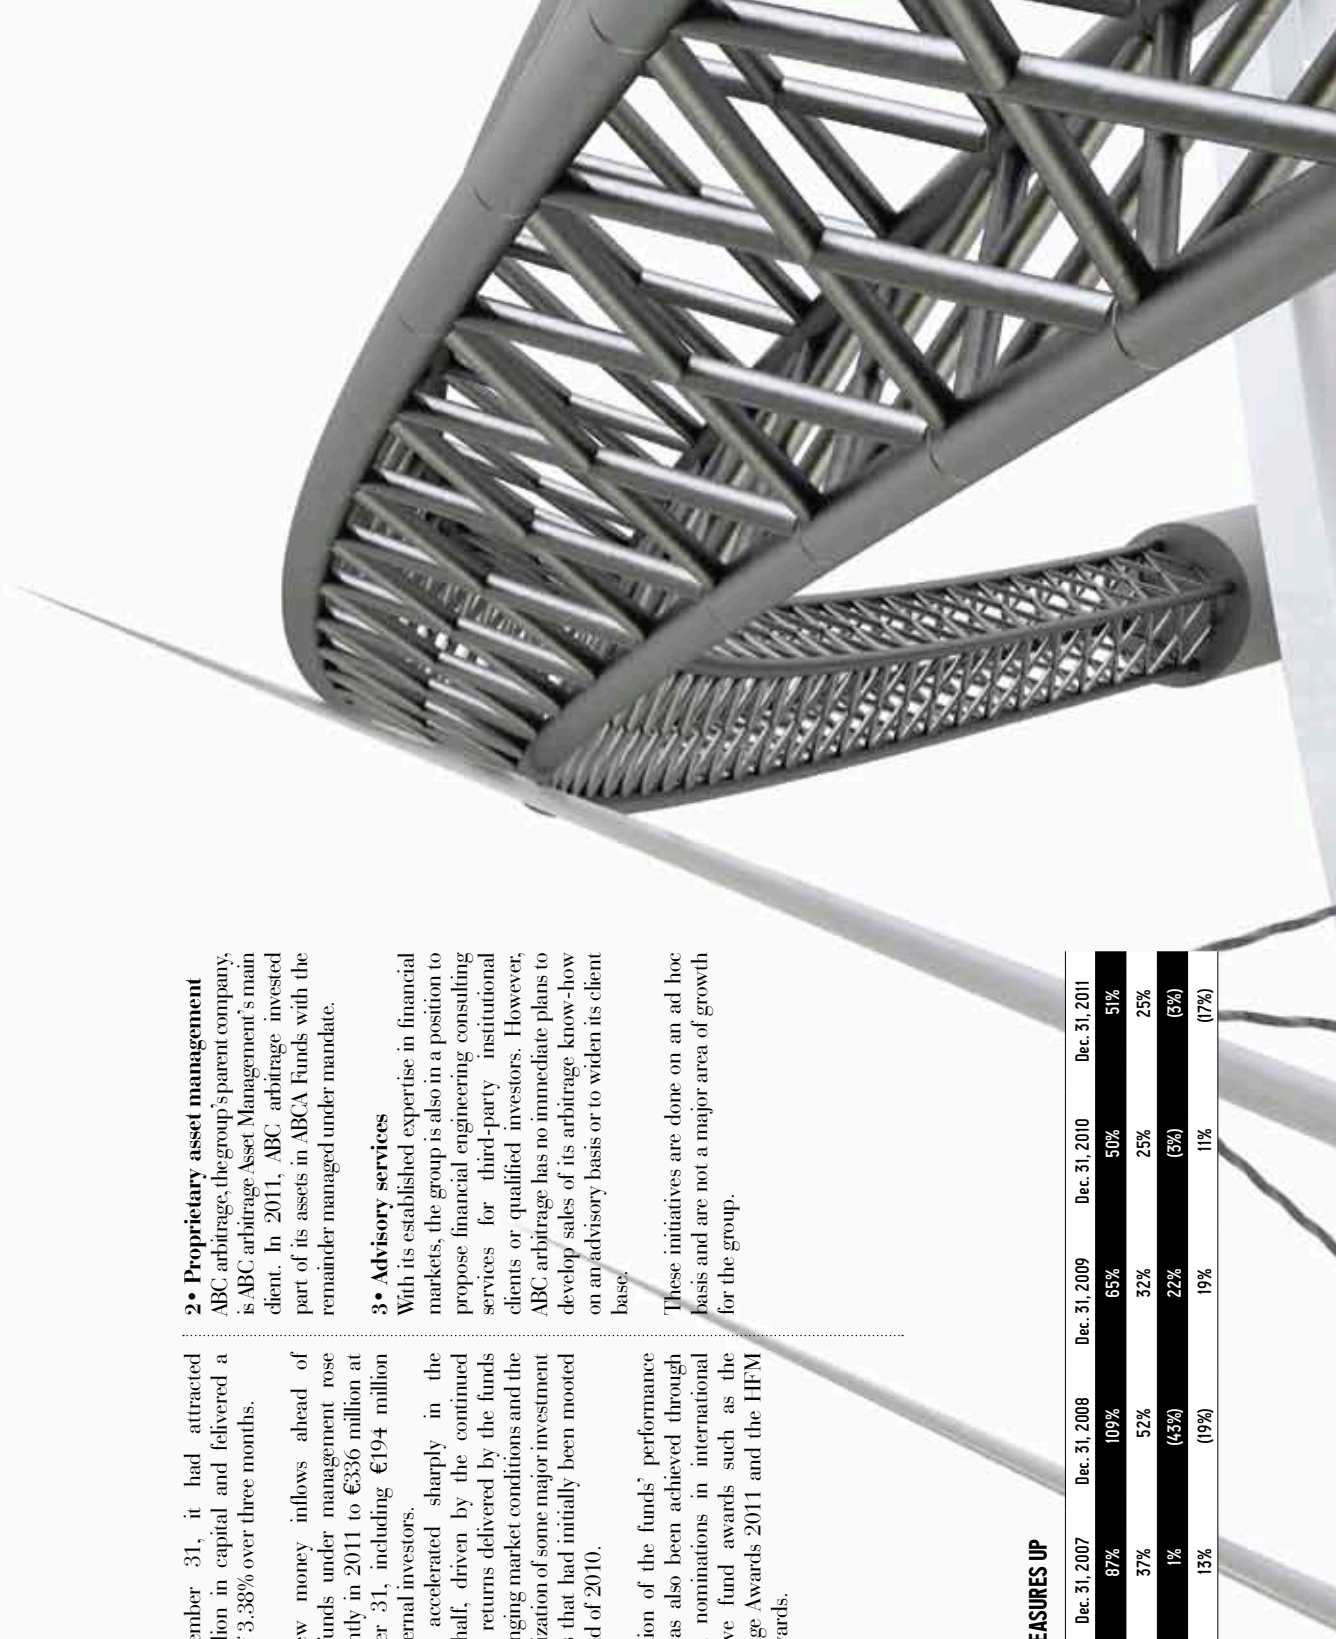 ember 31, it had attracted
lion in capital and felivered a
f 3.38% over three months.
ew money inflows ahead of
funds under management rose
ntly in 2011 to €336 million at
er 31, including €194 million
ernal investors.
accelerated sharply in the
half, driven by the continued
returns delivered by the funds
nging market conditions and the
ization of some major investment
s that had initially been mooted
nd of 2010.
tion of the funds' performance
as also been achieved through
nominations in international
ve fund awards such as the
ge Awards 2011 and the HFM
vards.
2• Proprietary asset management
ABC arbitrage, the group's parent company,
is ABC arbitrage Asset Management's main
client. In 2011, ABC arbitrage invested
part of its assets in ABCA Funds with the
remainder managed under mandate.
3• Advisory services
With its established expertise in financial
markets, the group is also in a position to
propose financial engineering consulting
services for third-party institutional
clients or qualified investors. However,
ABC arbitrage has no immediate plans to
develop sales of its arbitrage know-how
on an advisory basis or to widen its client
base.
These initiatives are done on an ad hoc
basis and are not a major area of growth
for the group.
EASURES UP
Dec. 31, 2007 Dec. 31, 2008 Dec. 31, 2009 Dec. 31, 2010 Dec. 31, 2011
87% 109% 65% 50% 51%
37% 52% 32% 25% 25%
1% (43%) 22% (3%) (3%)
13% (19%) 19% 11% (17%)